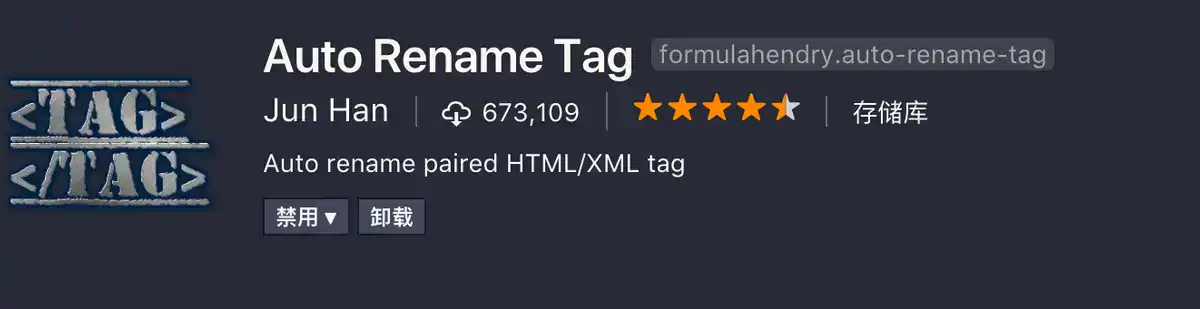 <TAG>
</TAG>
Auto Rename Tag formulahendry.auto-rename-tag
Jun Han | 673,109 | | 存储库
Auto rename paired HTML/XML tag
禁用 ▼ 卸载